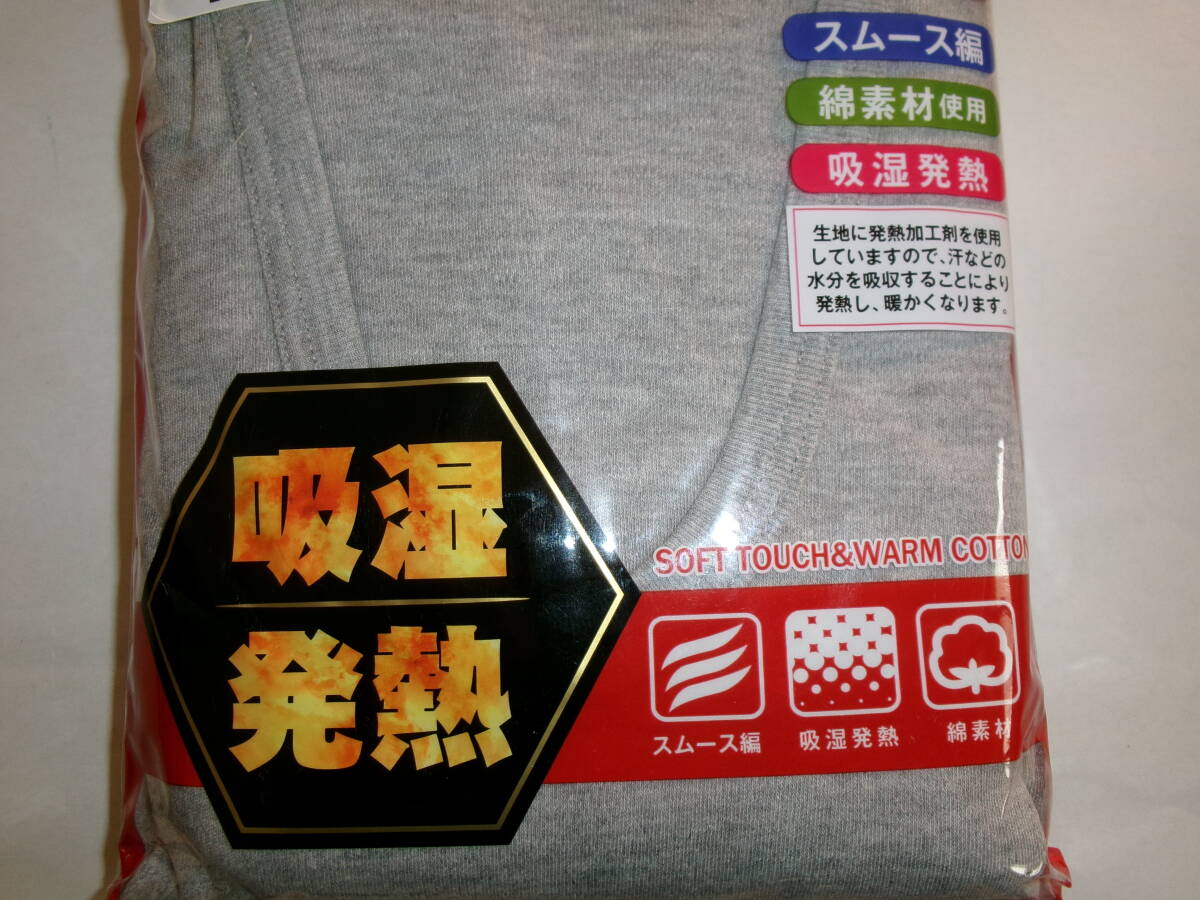 スムース編
綿素材使用
吸湿発熱
生地に発熱加工剤を使用
していますので、汗などの
水分を吸収することにより
発熱し、暖かくなります。
吸湿
発熱
SOFT TOUCH&WARM COTTON
スムース編
吸湿発熱
綿素材